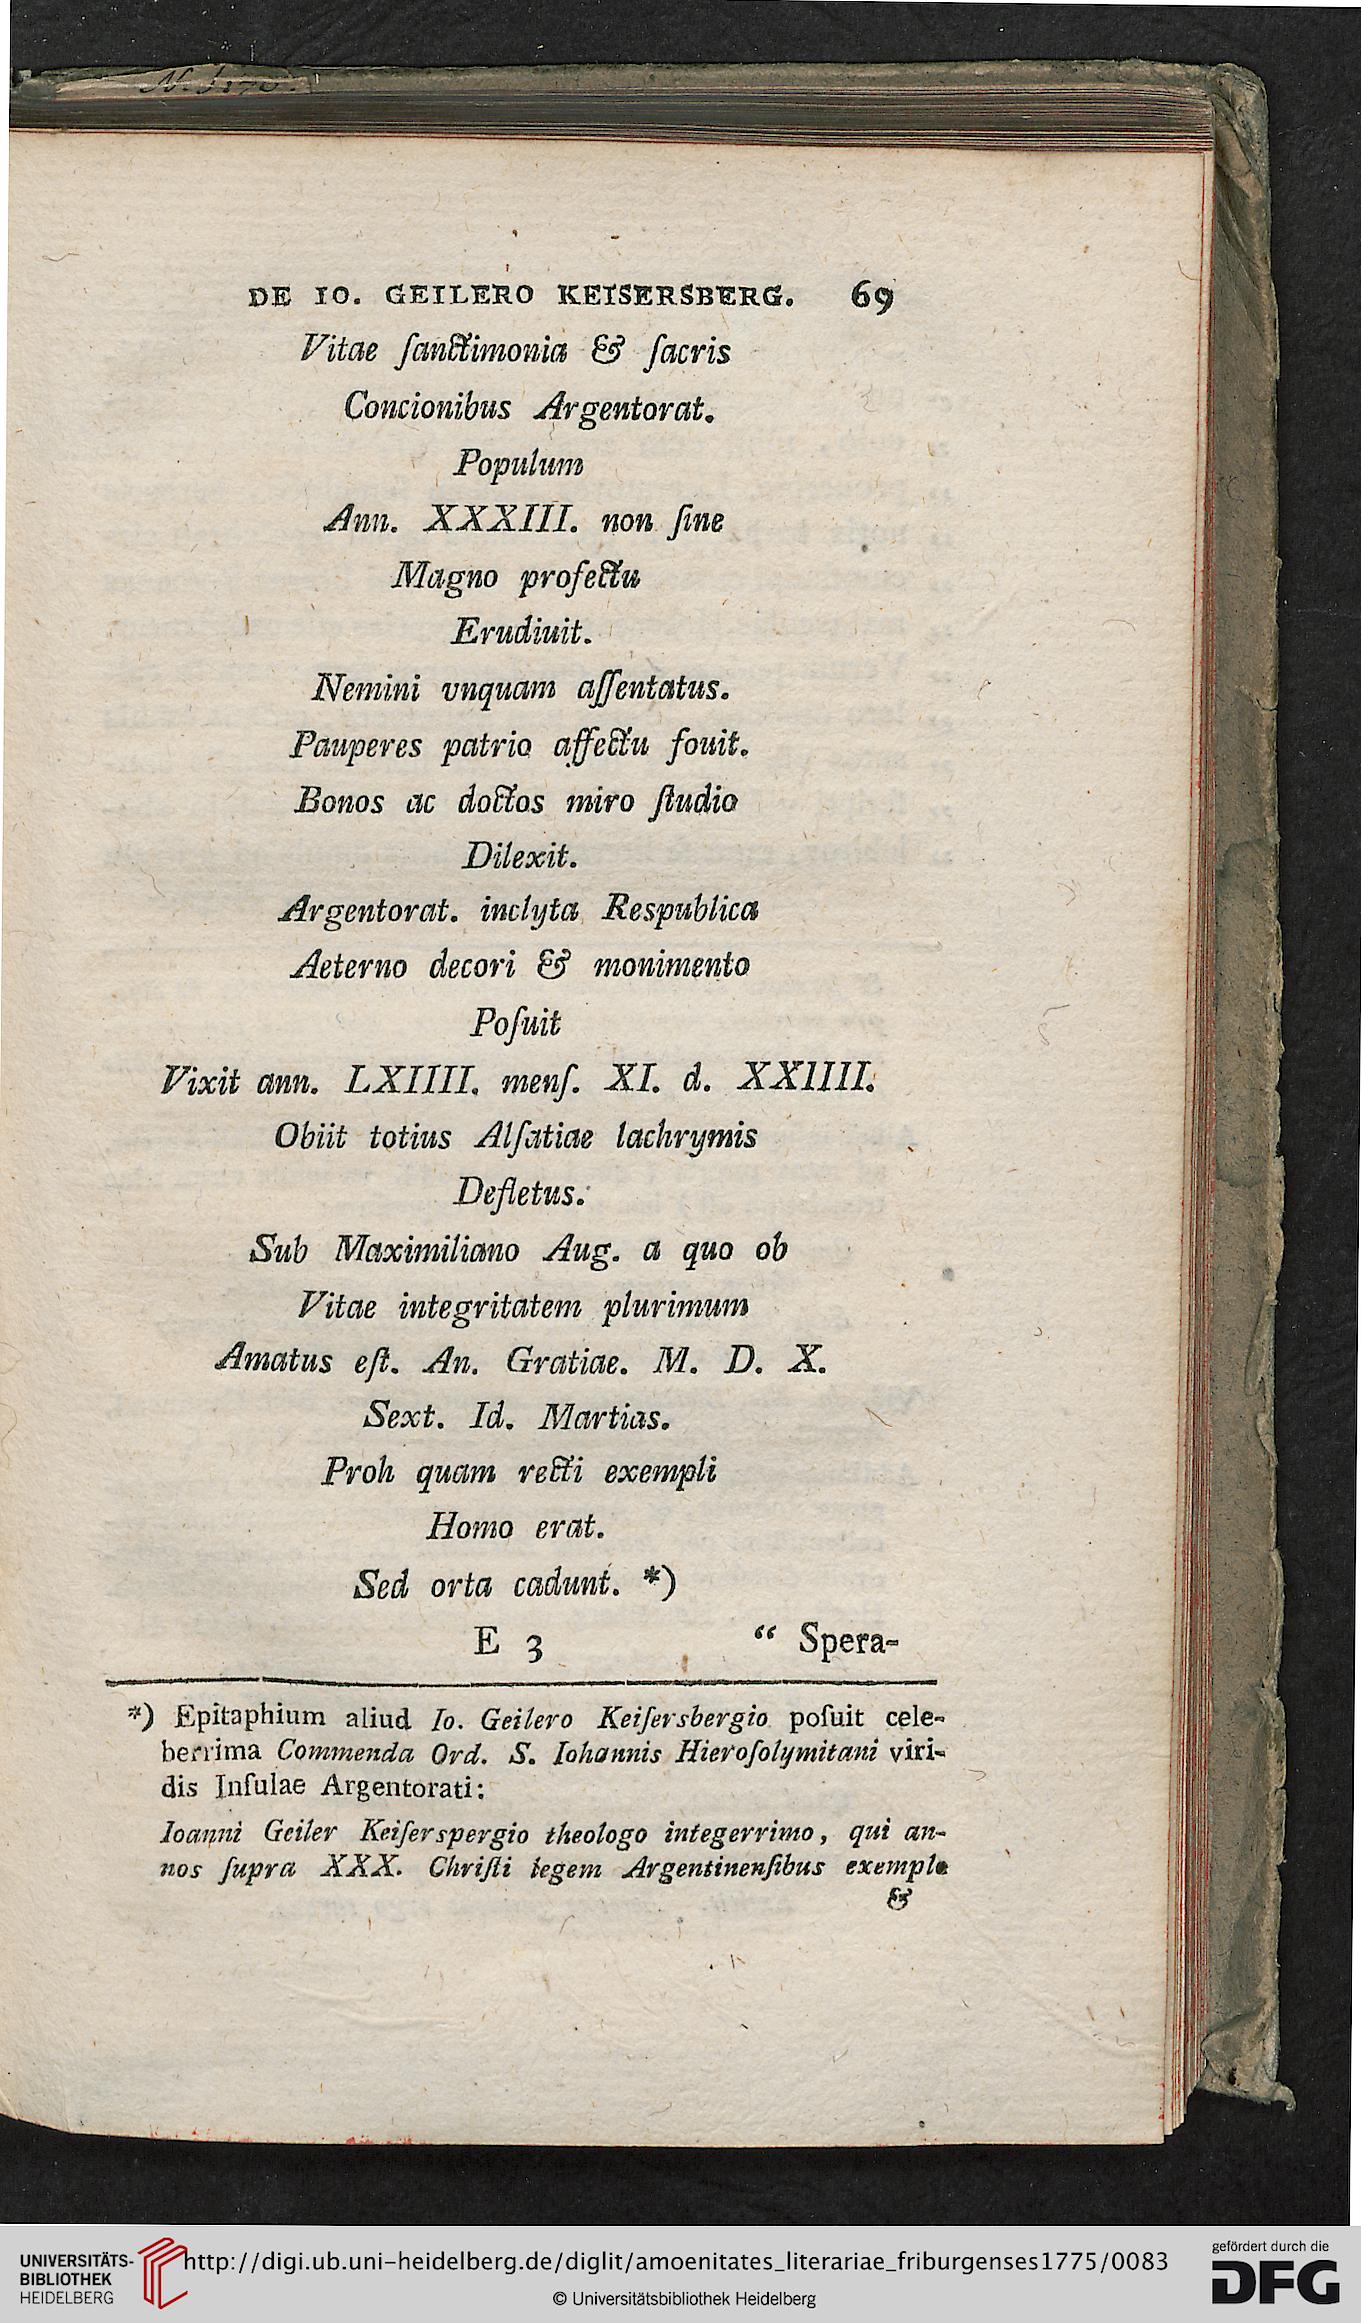 DE IO. GEILERO KEISERSBERG. 69
Vitae ſanctimonia & ſacris
Concionibus Argentorat.
Populum
Ann. XXXIII. non ſine
Magno profectu
Erudiuit.
Nemini vnquam aſſentatus.
Pauperes patrio affectu fouit.
Bonos ac doctos miro ſtudio
Dilexit.
Argentorat. inclyta Respublica
Aeterno decori & monimento
Poſuit
Vixit ann. LXIIII. menſ. XI. d. XXIIII.
Obiit totius Alſatiae lachrymis
Defletus.
Sub Maximiliano Aug. a quo ob
Vitae integritatem plurimum
Amatus eſt. An. Gratiae. M. D. X.
Sext. Id. Martias.
Proh quam recti exempli
Homo erat.
Sed orta cadunt. *)
E 3 “ Spera-
*) Epitaphium aliud Io. Geilero Keiſersbergio poſuit cele-
berrima Commenda Ord. S. Iohannis Hieroſolymitani viri-
dis Inſulae Argentorati:
Ioanni Geiler Keiſerspergio theologo integerrimo, qui an-
nos ſupra XXX. Chriſti legem Argentinenſibus exemplo
&
UNIVERSITÄTS-
BIBLIOTHEK
HEIDELBERG
http://digi.ub.uni-heidelberg.de/diglit/amoenitates_literariae_friburgenses1775/0083
© Universitätsbibliothek Heidelberg
gefördert durch die
DFG